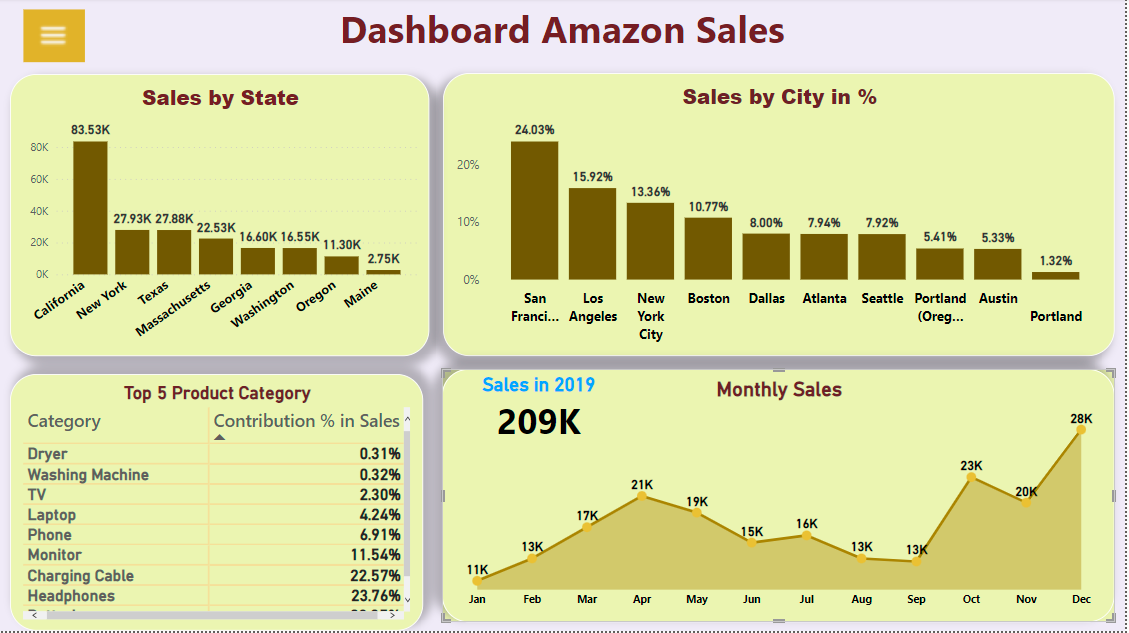 Dashboard Amazon Sales
Sales by State
83.53K
80K
60K
40K
27.93K 27.88K 22.53K 16.60K 16.55K 11.30K 2.75K
20K
0K
California New York Texas Massachusetts Georgia Washington Oregon Maine
Sales by City in %
24.03%
20%
15.92% 13.36% 10.77% 8.00% 7.94% 7.92% 5.41% 5.33% 1.32%
10%
0%
San Los New Boston Dallas Atlanta Seattle Portland Austin
Franci... Angeles York (Oreg... Portland
City
Top 5 Product Category
Category Contribution % in Sales
Dryer 0.31%
Washing Machine 0.32%
TV 2.30%
Laptop 4.24%
Phone 6.91%
Monitor 11.54%
Charging Cable 22.57%
Headphones 23.76%
Sales in 2019
209K
Monthly Sales
11K 13K 17K 21K 19K 15K 16K 13K 13K 23K 20K 28K
Jan Feb Mar Apr May Jun Jul Aug Sep Oct Nov Dec